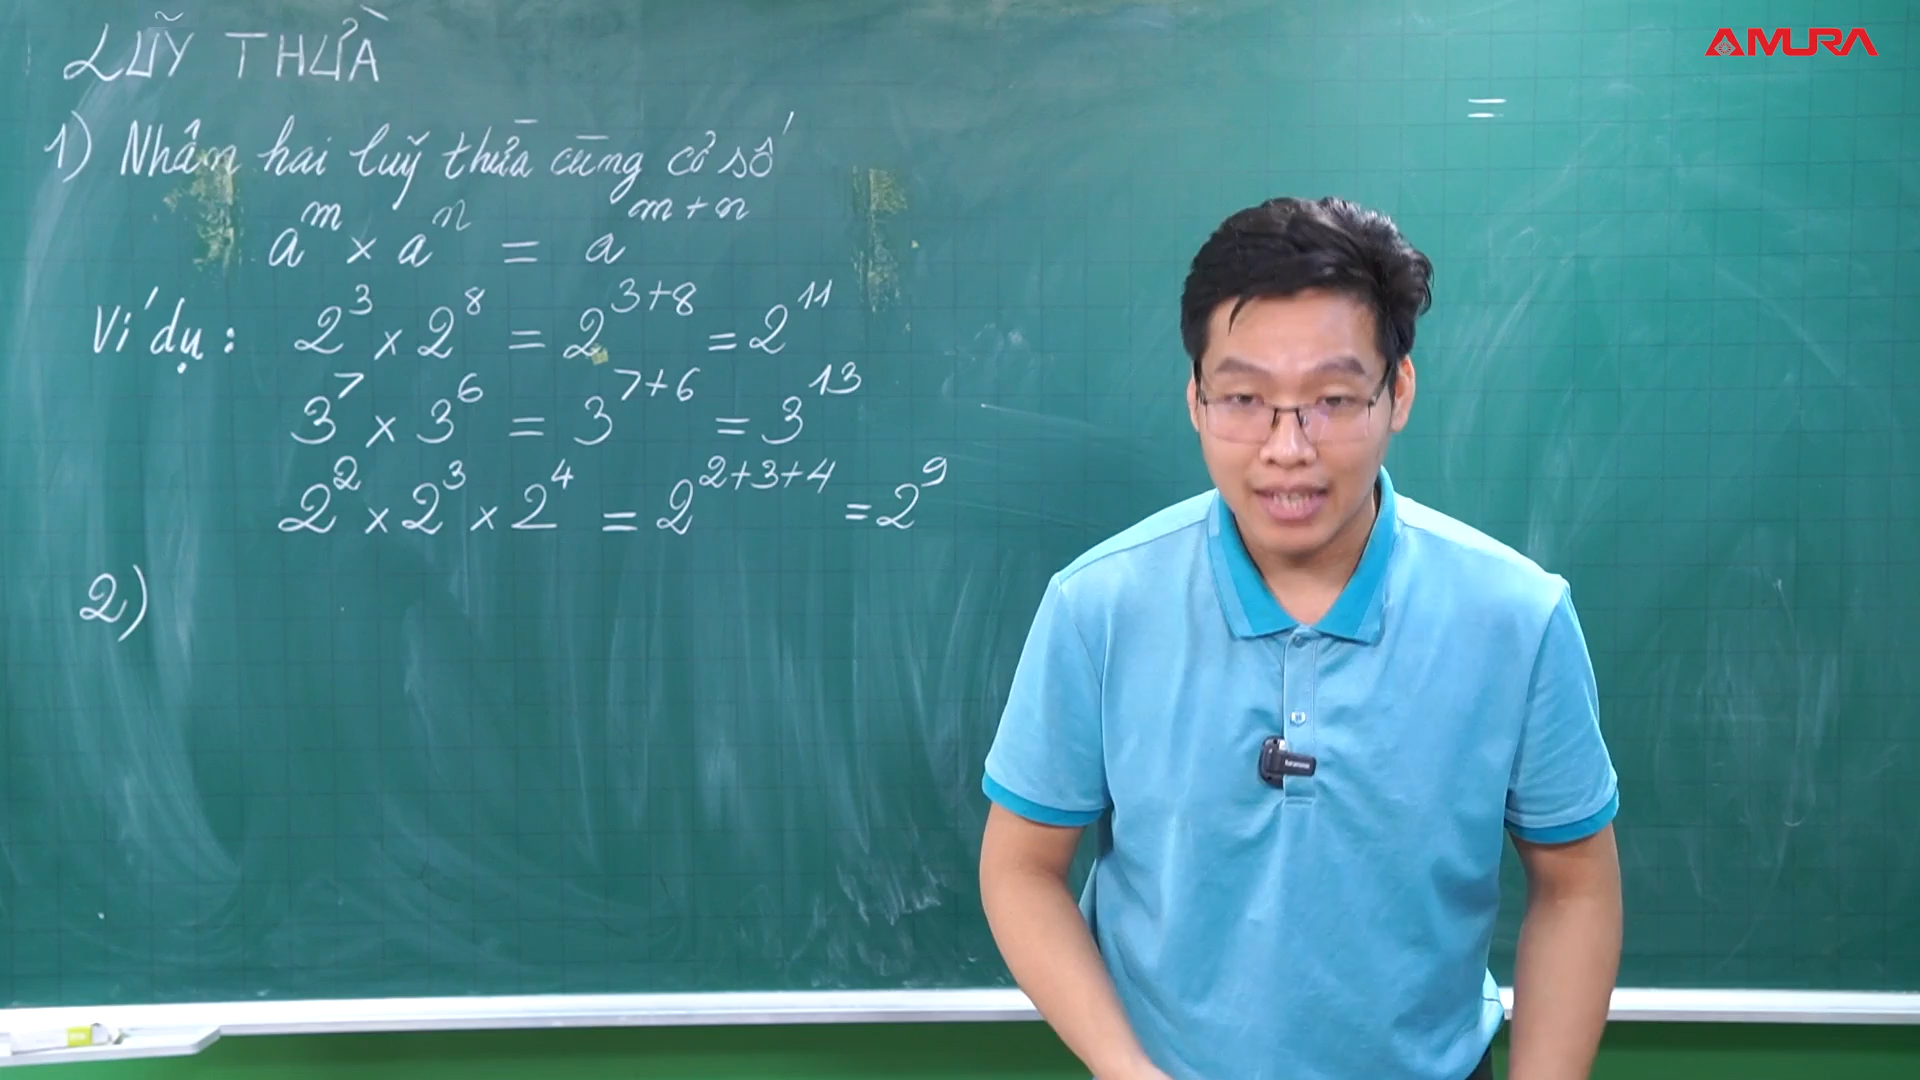 LUỸ THỪA
AMURA
1) Nhân hai luỹ thừa cùng cơ số
a^m × a^n = a^{m+n}
Ví dụ: 2^3 × 2^8 = 2^{3+8} = 2^{11}
3^7 × 3^6 = 3^{7+6} = 3^{13}
2^2 × 2^3 × 2^4 = 2^{2+3+4} = 2^9
2)
=